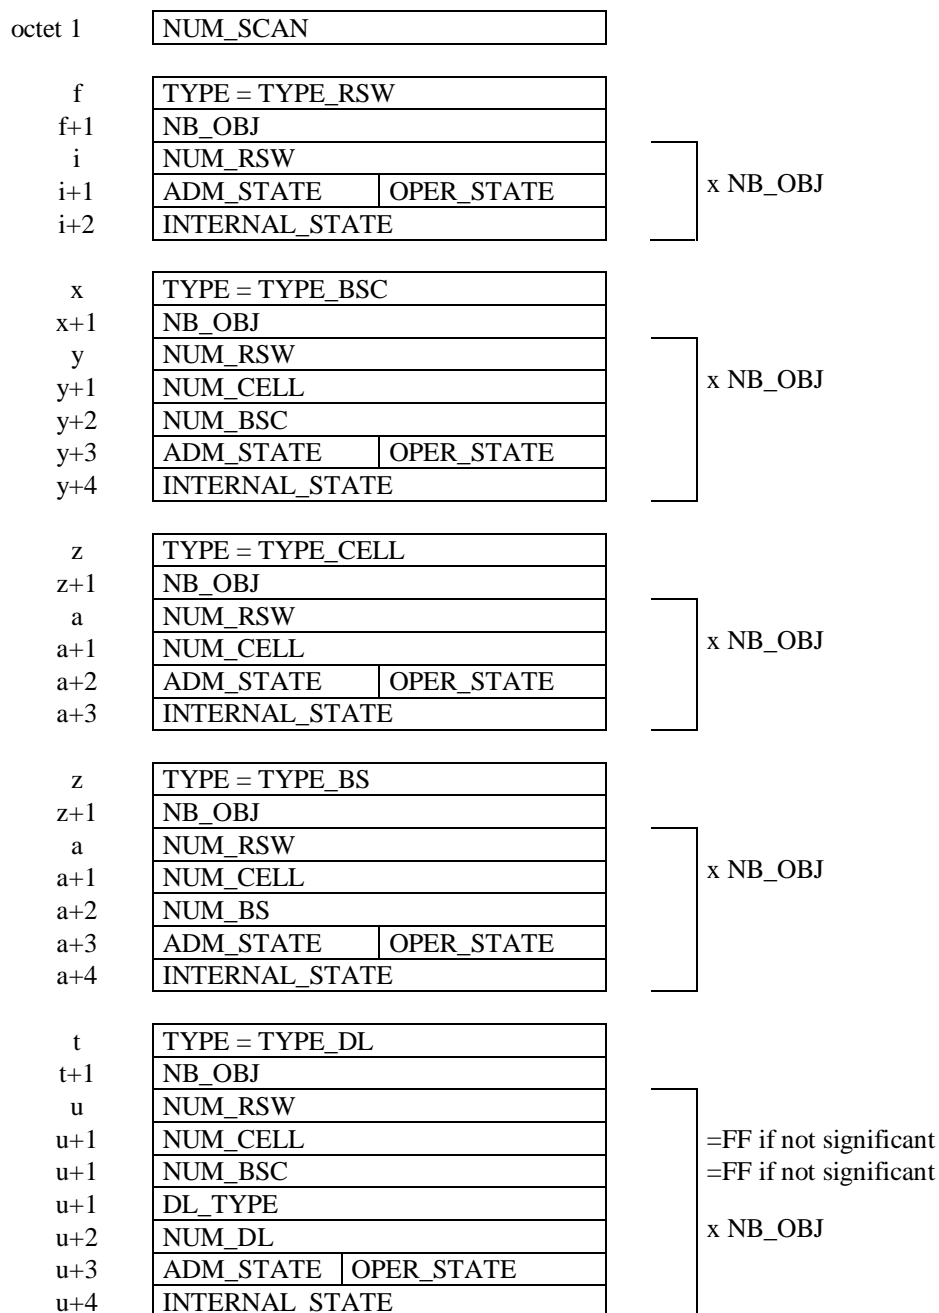 octet 1 NUM_SCAN
f TYPE = TYPE_RSW
f+1 NB_OBJ
i NUM_RSW
i+1 ADM_STATE OPER_STATE x NB_OBJ
i+2 INTERNAL_STATE
x TYPE = TYPE_BSC
x+1 NB_OBJ
y NUM_RSW
y+1 NUM_CELL x NB_OBJ
y+2 NUM_BSC
y+3 ADM_STATE OPER_STATE
y+4 INTERNAL_STATE
z TYPE = TYPE_CELL
z+1 NB_OBJ
a NUM_RSW
a+1 NUM_CELL x NB_OBJ
a+2 ADM_STATE OPER_STATE
a+3 INTERNAL_STATE
z TYPE = TYPE_BS
z+1 NB_OBJ
a NUM_RSW
a+1 NUM_CELL x NB_OBJ
a+2 NUM_BS
a+3 ADM_STATE OPER_STATE
a+4 INTERNAL_STATE
t TYPE = TYPE_DL
t+1 NB_OBJ
u NUM_RSW
u+1 NUM_CELL =FF if not significant
u+1 NUM_BSC =FF if not significant
u+1 DL_TYPE
u+2 NUM_DL x NB_OBJ
u+3 ADM_STATE OPER_STATE
u+4 INTERNAL_STATE